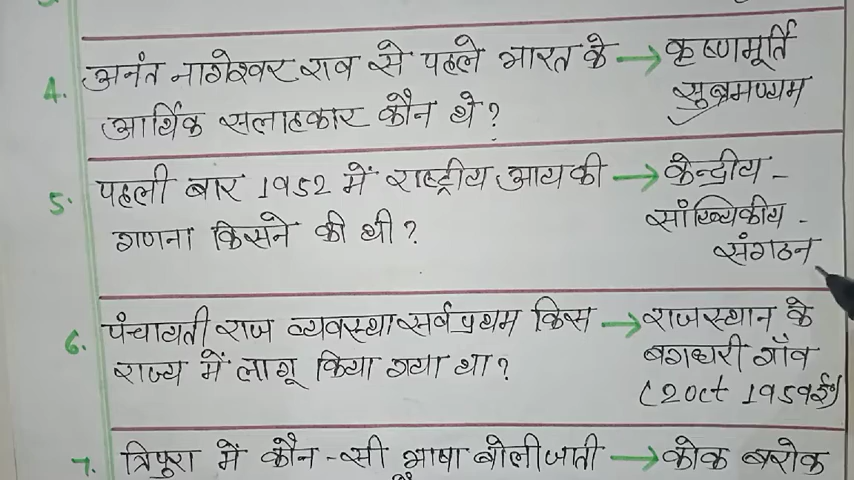 4. अनंत नागेश्वर राव से पहले भारत के → कृष्णमूर्ति
आर्थिक सलाहकार कौन थे? सुब्रमण्यम
5. पहली बार 1952 में राष्ट्रीय आय की → केन्द्रीय -
गणना किसने की थी? सांख्यिकीय -
संगठन
6. पंचायती राज व्यवस्था सर्वप्रथम किस → राजस्थान के
राज्य में लागू किया गया था? बगधरी गाँव
(2 Oct 1959ई०)
7. त्रिपुरा में कौन-सी भाषा बोली जाती → कोक बरोक